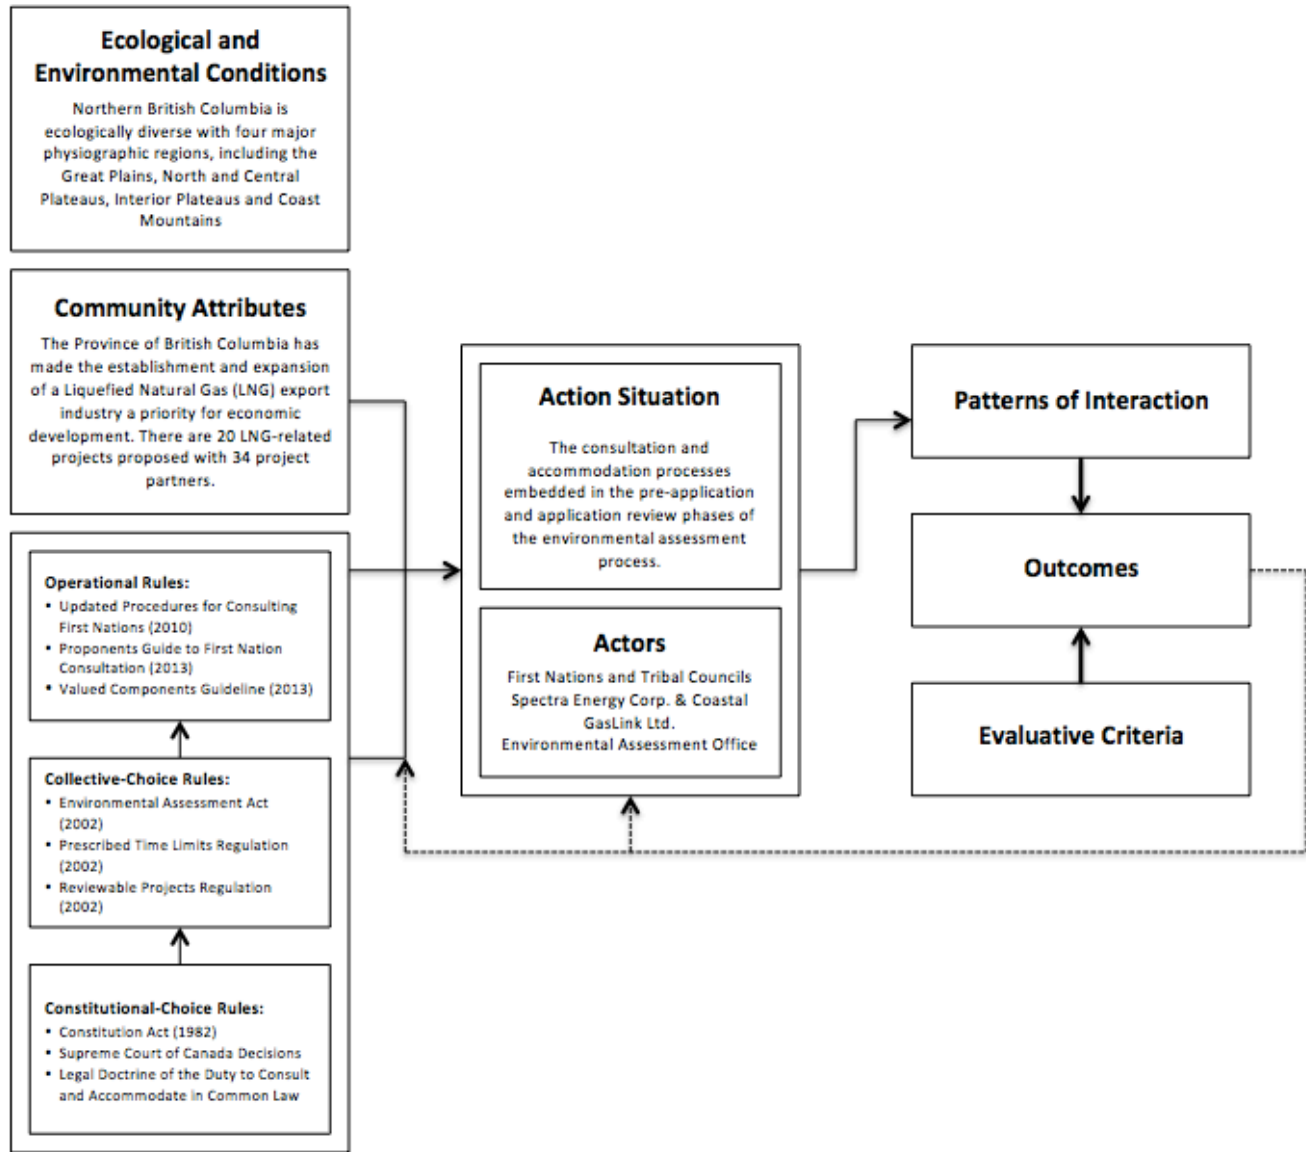 Ecological and
Environmental Conditions
Northern British Columbia is
ecologically diverse with four major
physiographic regions, including the
Great Plains, North and Central
Plateaus, Interior Plateaus and Coast
Mountains
Community Attributes
The Province of British Columbia has
made the establishment and expansion
of a Liquefied Natural Gas (LNG) export
industry a priority for economic
development. There are 20 LNG-related
projects proposed with 34 project
partners.
Operational Rules:
▪ Updated Procedures for Consulting
First Nations (2010)
▪ Proponents Guide to First Nation
Consultation (2013)
▪ Valued Components Guideline (2013)
Collective-Choice Rules:
▪ Environmental Assessment Act
(2002)
▪ Prescribed Time Limits Regulation
(2002)
▪ Reviewable Projects Regulation
(2002)
Constitutional-Choice Rules:
▪ Constitution Act (1982)
▪ Supreme Court of Canada Decisions
▪ Legal Doctrine of the Duty to Consult
and Accommodate in Common Law
Action Situation
The consultation and
accommodation processes
embedded in the pre-application
and application review phases of
the environmental assessment
process.
Actors
First Nations and Tribal Councils
Spectra Energy Corp. & Coastal
GasLink Ltd.
Environmental Assessment Office
Patterns of Interaction
Outcomes
Evaluative Criteria